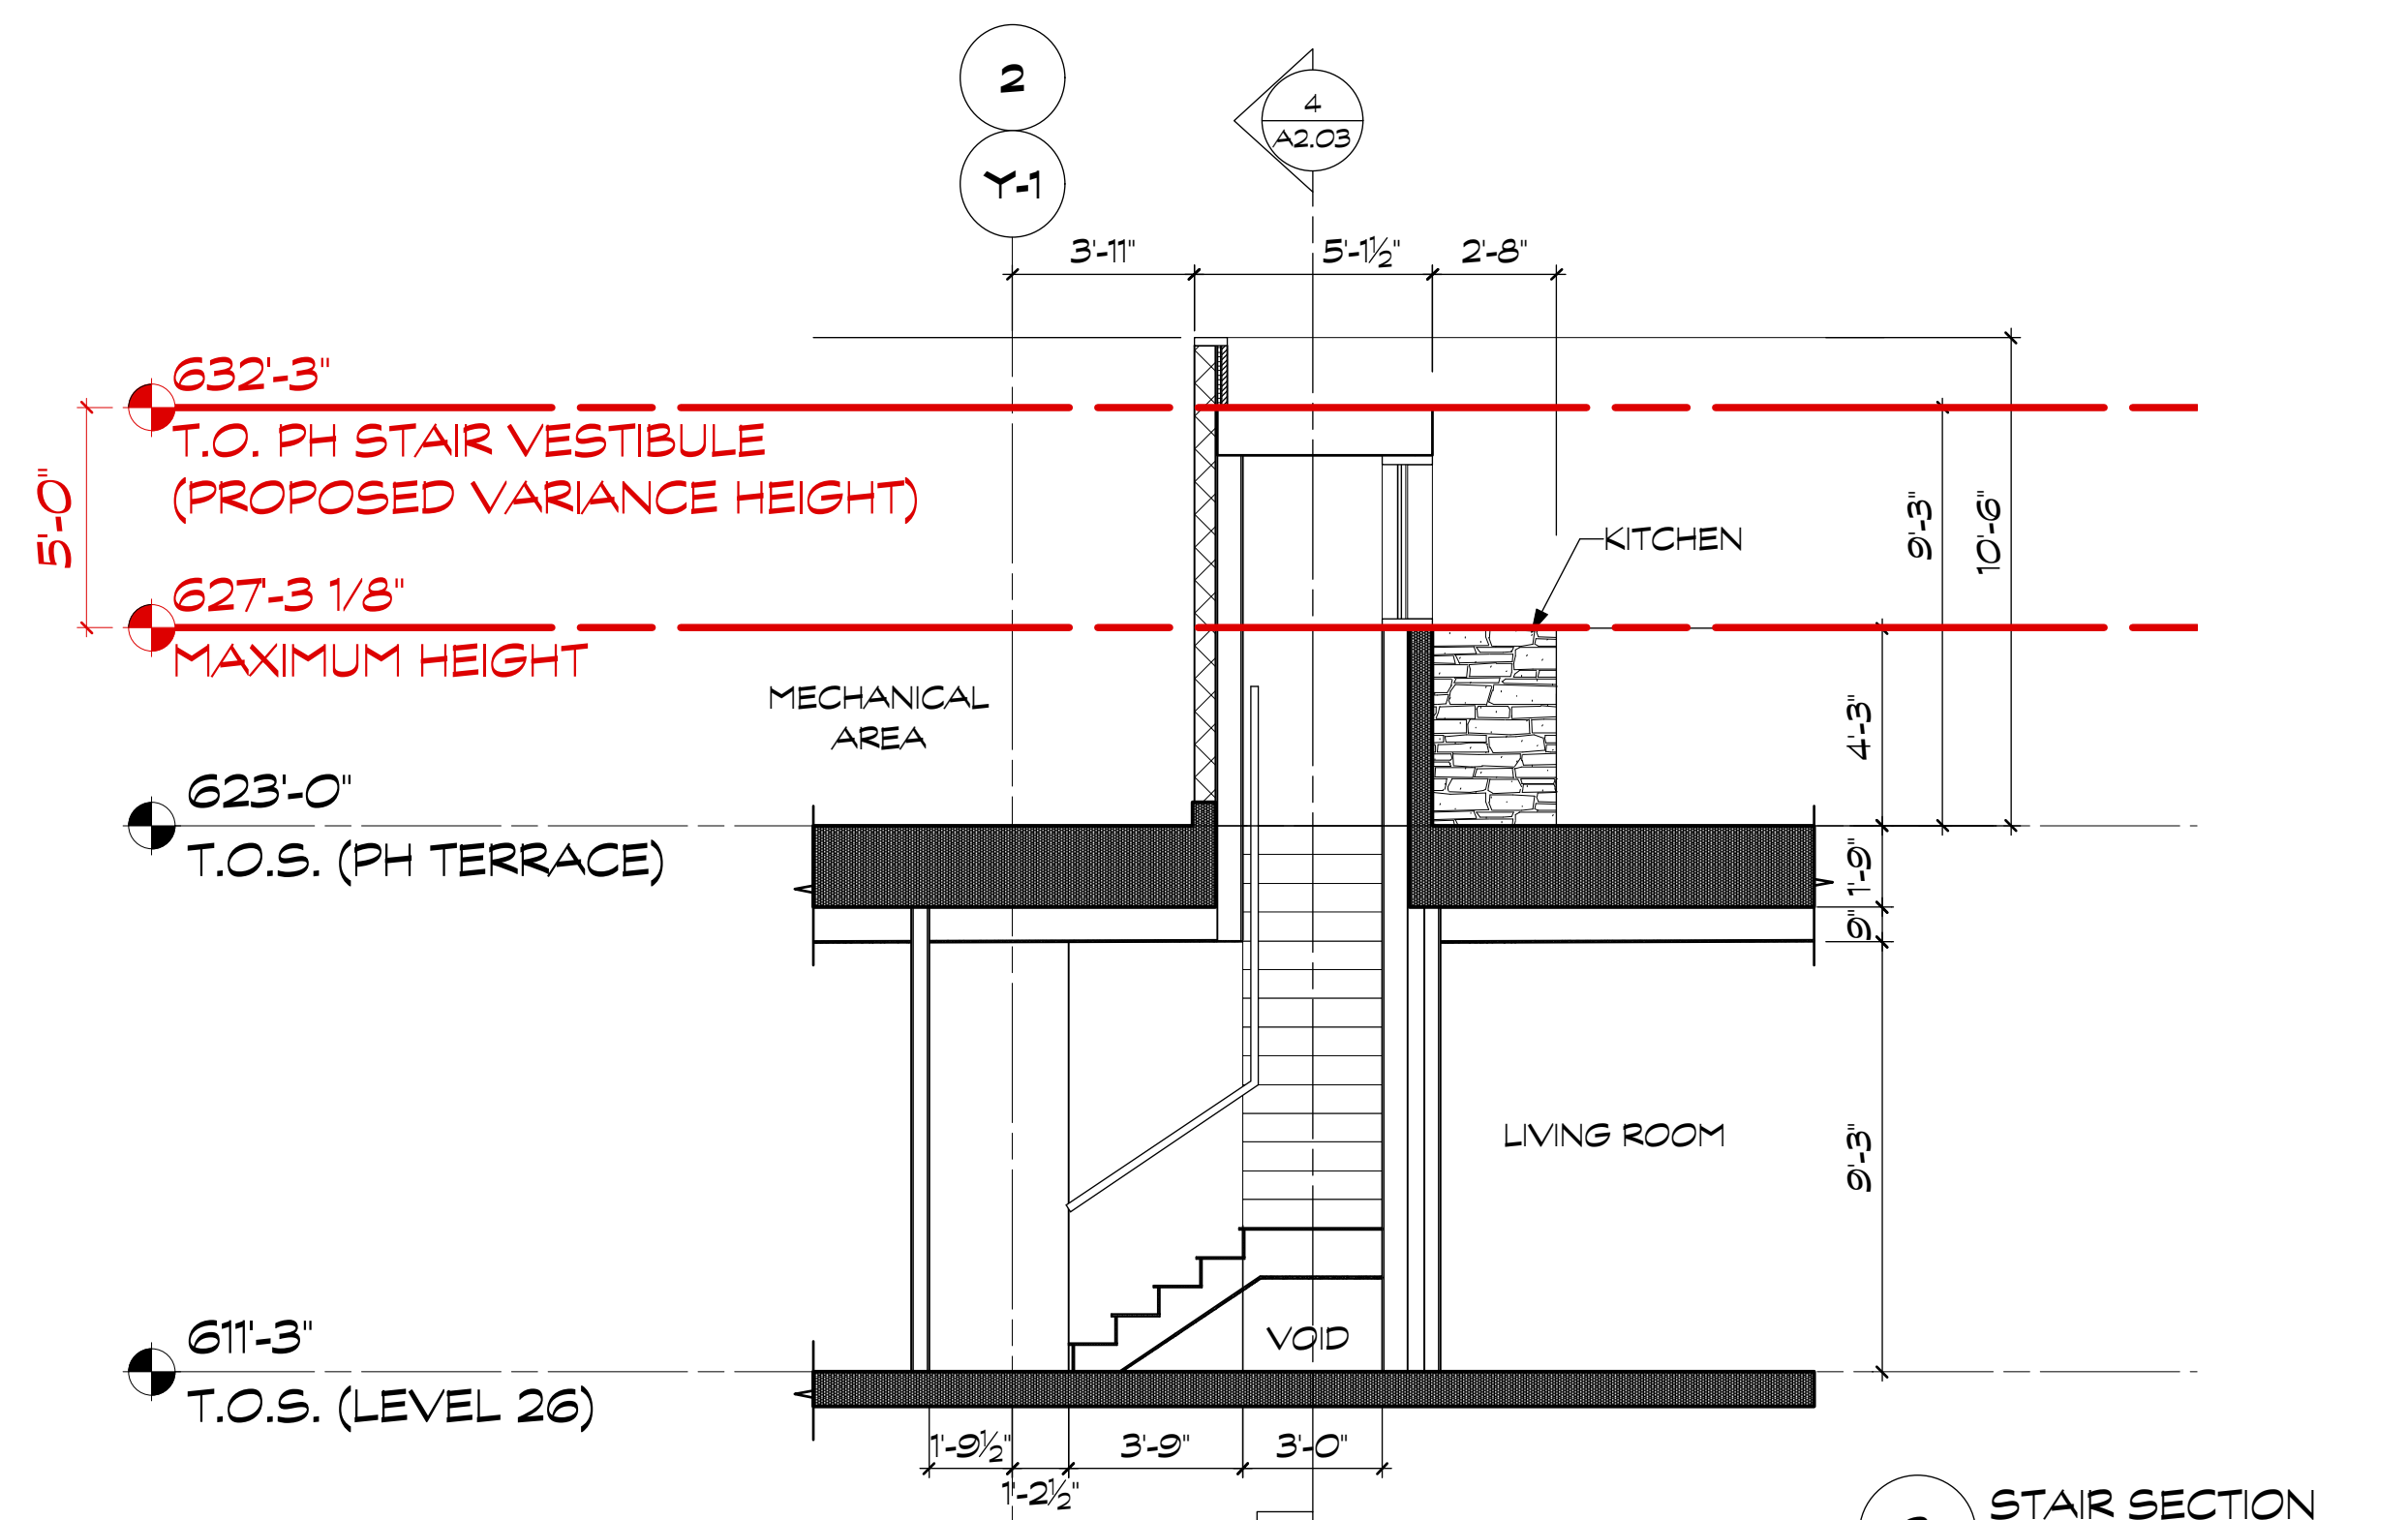 2
Y-1
4
A2.03
3'-11"
5'-1½"
2'-8"
632'-3"
T.O. PH STAIR VESTIBULE
(PROPOSED VARIANCE HEIGHT)
5'-0"
627'-3 1/8"
MAXIMUM HEIGHT
KITCHEN
9'-3"
10'-6"
MECHANICAL
AREA
4'-3"
623'-0"
T.O.S. (PH TERRACE)
1'-9"
9"
LIVING ROOM
9'-3"
VOID
611'-3"
T.O.S. (LEVEL 26)
1'-9½"
3'-9"
3'-0"
1'-2½"
STAIR SECTION